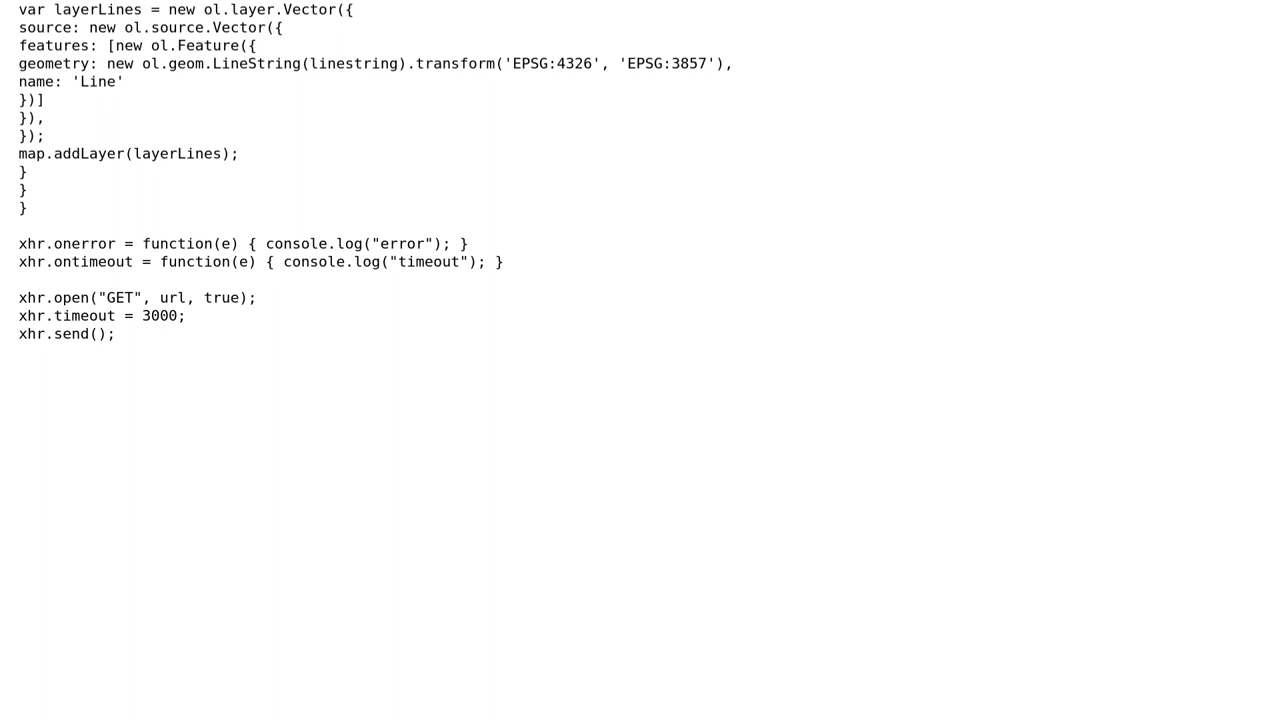 var layerLines = new ol.layer.Vector({
source: new ol.source.Vector({
features: [new ol.Feature({
geometry: new ol.geom.LineString(linestring).transform('EPSG:4326', 'EPSG:3857'),
name: 'Line'
})]
}),
});
map.addLayer(layerLines);
}
}
}
xhr.onerror = function(e) { console.log("error"); }
xhr.ontimeout = function(e) { console.log("timeout"); }
xhr.open("GET", url, true);
xhr.timeout = 3000;
xhr.send();